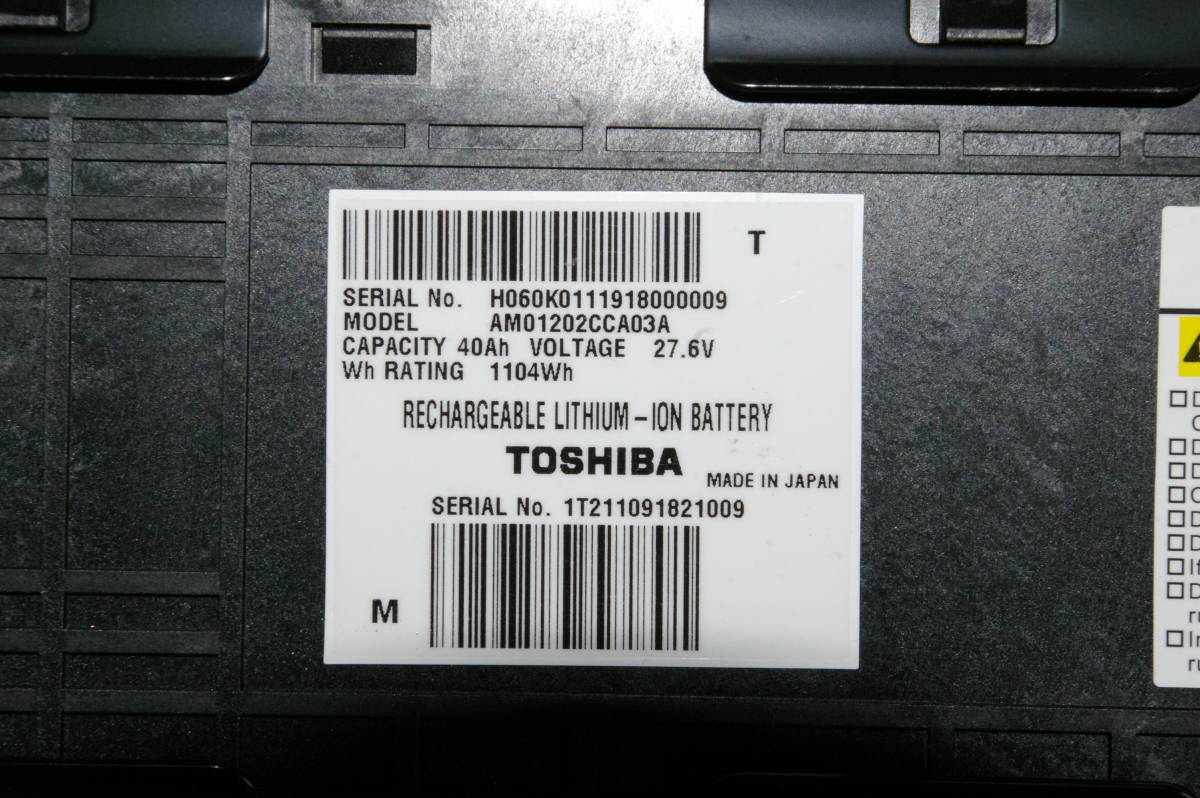 T
SERIAL No. H060K0111918000009
MODEL AM01202CCA03A
CAPACITY 40Ah VOLTAGE 27.6V
Wh RATING 1104Wh
RECHARGEABLE LITHIUM-ION BATTERY
TOSHIBA
MADE IN JAPAN
SERIAL No. 1T211091821009
M